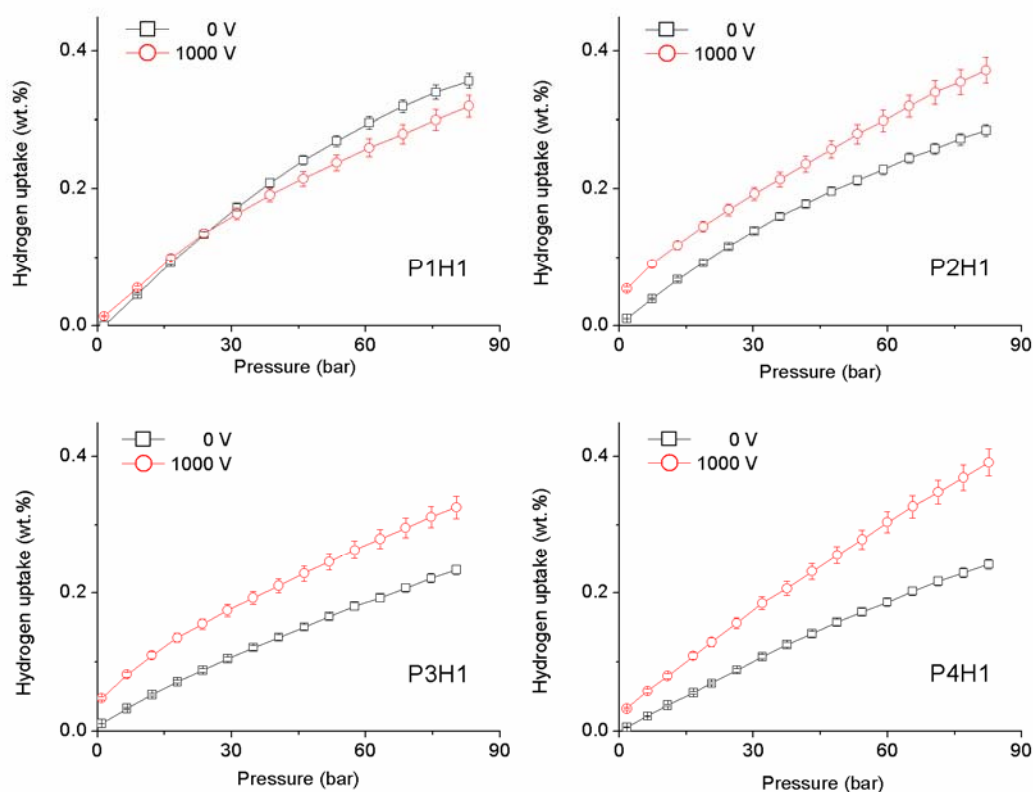 0 V
1000 V
Hydrogen uptake (wt.%)
0.4
0.2
0.0
P1H1
0 30 60 90
Pressure (bar)
0 V
1000 V
Hydrogen uptake (wt.%)
0.4
0.2
0.0
P2H1
0 30 60 90
Pressure (bar)
0 V
1000 V
Hydrogen uptake (wt.%)
0.4
0.2
0.0
P3H1
0 30 60 90
Pressure (bar)
0 V
1000 V
Hydrogen uptake (wt.%)
0.4
0.2
0.0
P4H1
0 30 60 90
Pressure (bar)